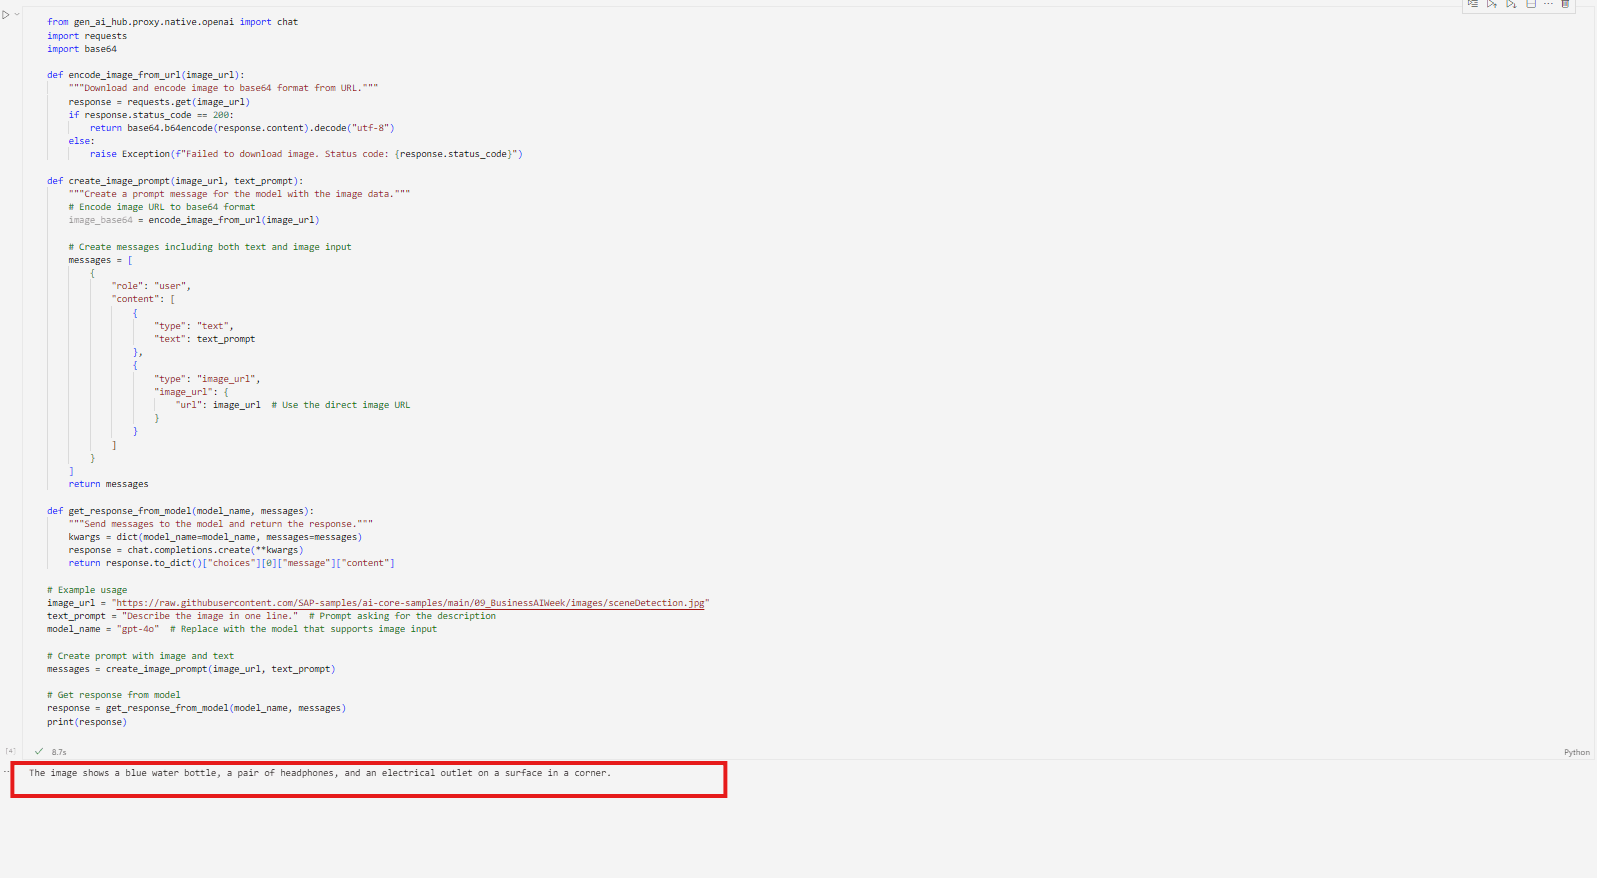 from gen_ai_hub.proxy.native.openai import chat
import requests
import base64
def encode_image_from_url(image_url):
"""Download and encode image to base64 format from URL."""
response = requests.get(image_url)
if response.status_code == 200:
return base64.b64encode(response.content).decode("utf-8")
else:
raise Exception(f"Failed to download image. Status code: {response.status_code}")
def create_image_prompt(image_url, text_prompt):
"""Create a prompt message for the model with the image data."""
# Encode image URL to base64 format
image_base64 = encode_image_from_url(image_url)
# Create messages including both text and image input
messages = [
{
"role": "user",
"content": [
{
"type": "text",
"text": text_prompt
},
{
"type": "image_url",
"image_url": {
"url": image_url  # Use the direct image URL
}
}
]
}
]
return messages
def get_response_from_model(model_name, messages):
"""Send messages to the model and return the response."""
kwargs = dict(model_name=model_name, messages=messages)
response = chat.completions.create(**kwargs)
return response.to_dict()["choices"][0]["message"]["content"]
# Example usage
image_url = "https://raw.githubusercontent.com/SAP-samples/ai-core-samples/main/09_BusinessAIWeek/images/sceneDetection.jpg"
text_prompt = "Describe the image in one line."  # Prompt asking for the description
model_name = "gpt-4o"  # Replace with the model that supports image input
# Create prompt with image and text
messages = create_image_prompt(image_url, text_prompt)
# Get response from model
response = get_response_from_model(model_name, messages)
print(response)
[4] 8.7s Python
The image shows a blue water bottle, a pair of headphones, and an electrical outlet on a surface in a corner.